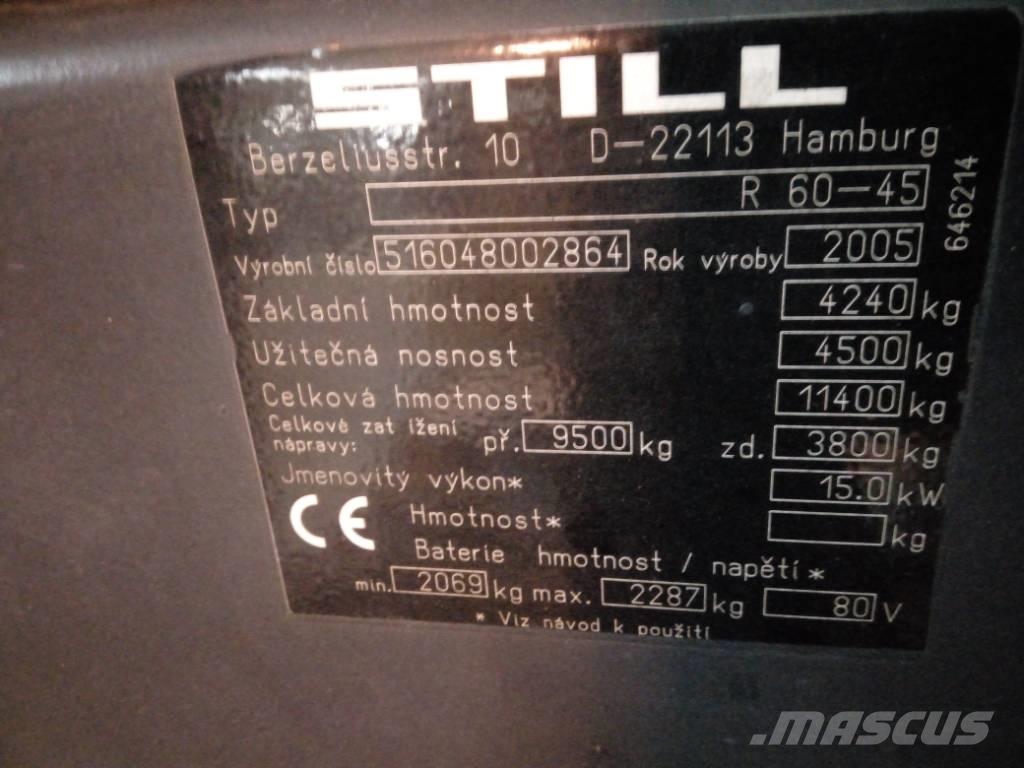 STILL
Berzeliusstr. 10 D-22113 Hamburg
Typ R 60-45
646214
Výrobní číslo 516048002864 Rok výroby 2005
Základní hmotnost 4240 kg
Užitečná nosnost 4500 kg
Celková hmotnost 11400 kg
Celkové zat ížení
nápravy: př. 9500 kg zd. 3800 kg
Jmenovitý výkon* 15.0 kW
CE Hmotnost* kg
Baterie hmotnost / napětí *
min. 2069 kg max. 2287 kg 80 V
* Viz návod k použití
MASCUS